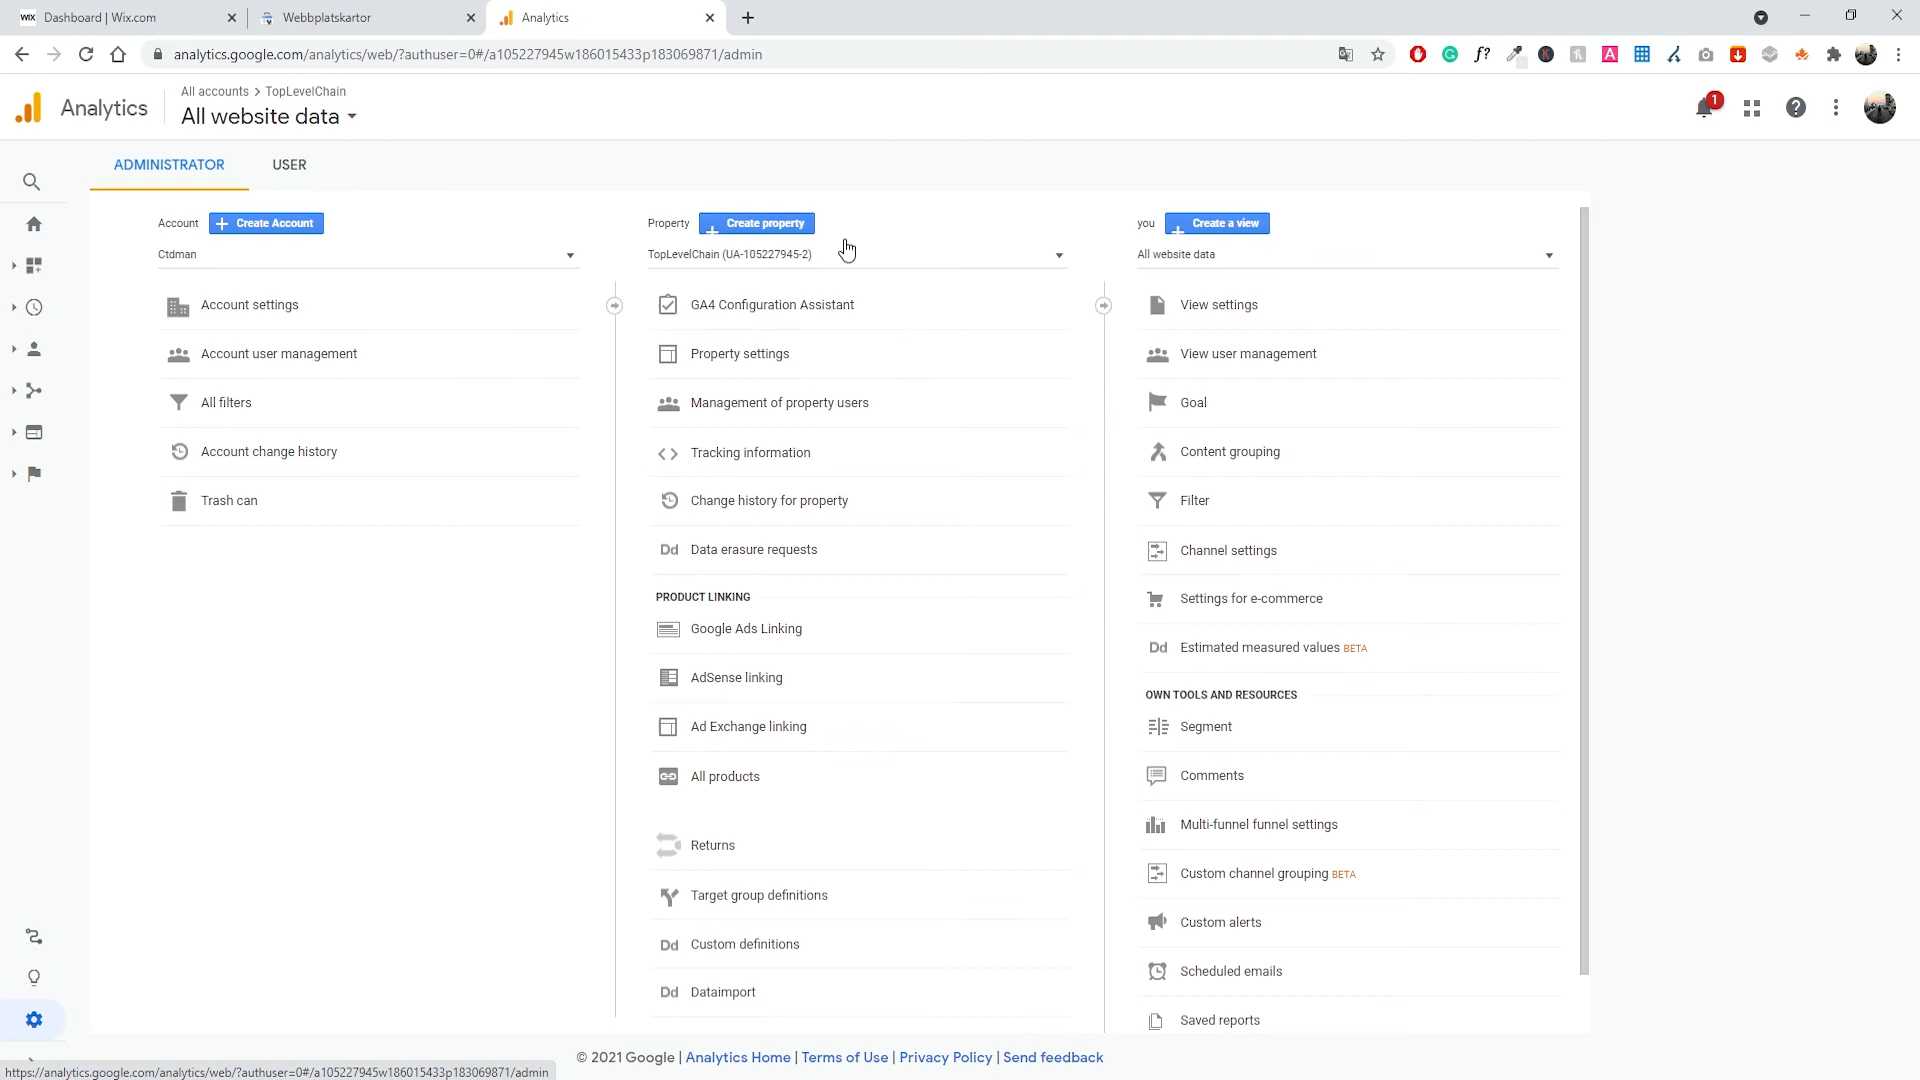 WIX Dashboard | Wix.com
Webbplatskartor
Analytics
analytics.google.com/analytics/web/?authuser=0#/a105227945w186015433p183069871/admin
Analytics
All accounts > TopLevelChain
All website data
1
ADMINISTRATOR
USER
Account
Create Account
Ctdman
Account settings
Account user management
All filters
Account change history
Trash can
Property
Create property
TopLevelChain (UA-105227945-2)
GA4 Configuration Assistant
Property settings
Management of property users
Tracking information
Change history for property
Dd Data erasure requests
PRODUCT LINKING
Google Ads Linking
AdSense linking
Ad Exchange linking
All products
Returns
Target group definitions
Dd Custom definitions
Dd Dataimport
you
Create a view
All website data
View settings
View user management
Goal
Content grouping
Filter
Channel settings
Settings for e-commerce
Dd Estimated measured values BETA
OWN TOOLS AND RESOURCES
Segment
Comments
Multi-funnel funnel settings
Custom channel grouping BETA
Custom alerts
Scheduled emails
Saved reports
© 2021 Google | Analytics Home | Terms of Use | Privacy Policy | Send feedback
https://analytics.google.com/analytics/web/?authuser=0#/a105227945w186015433p183069871/admin